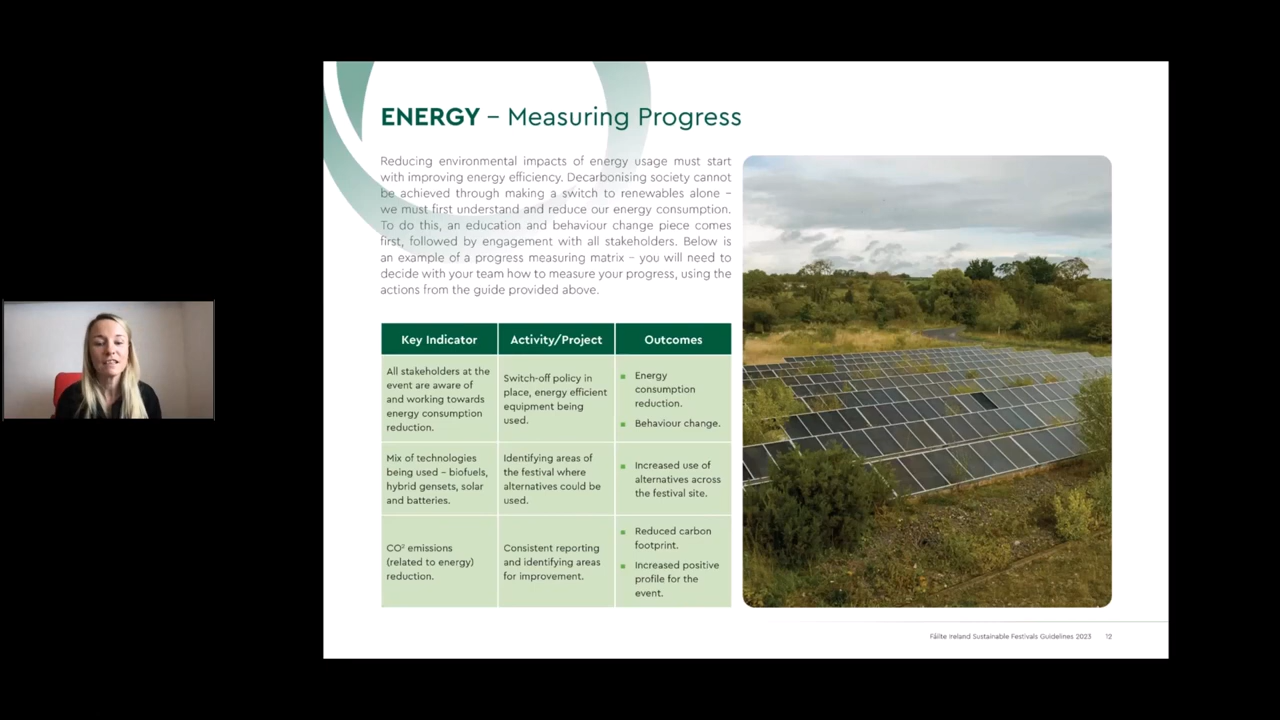 ENERGY – Measuring Progress
Reducing environmental impacts of energy usage must start
with improving energy efficiency. Decarbonising society cannot
be achieved through making a switch to renewables alone –
we must first understand and reduce our energy consumption.
To do this, an education and behaviour change piece comes
first, followed by engagement with all stakeholders. Below is
an example of a progress measuring matrix – you will need to
decide with your team how to measure your progress, using the
actions from the guide provided above.
Key Indicator
Activity/Project
Outcomes
All stakeholders at the
event are aware of
and working towards
energy consumption
reduction.
Switch-off policy in
place, energy efficient
equipment being
used.
Energy
consumption
reduction.
Behaviour change.
Mix of technologies
being used – biofuels,
hybrid gensets, solar
and batteries.
Identifying areas of
the festival where
alternatives could be
used.
Increased use of
alternatives across
the festival site.
CO² emissions
(related to energy)
reduction.
Consistent reporting
and identifying areas
for improvement.
Reduced carbon
footprint.
Increased positive
profile for the
event.
Fáilte Ireland Sustainable Festivals Guidelines 2023 12